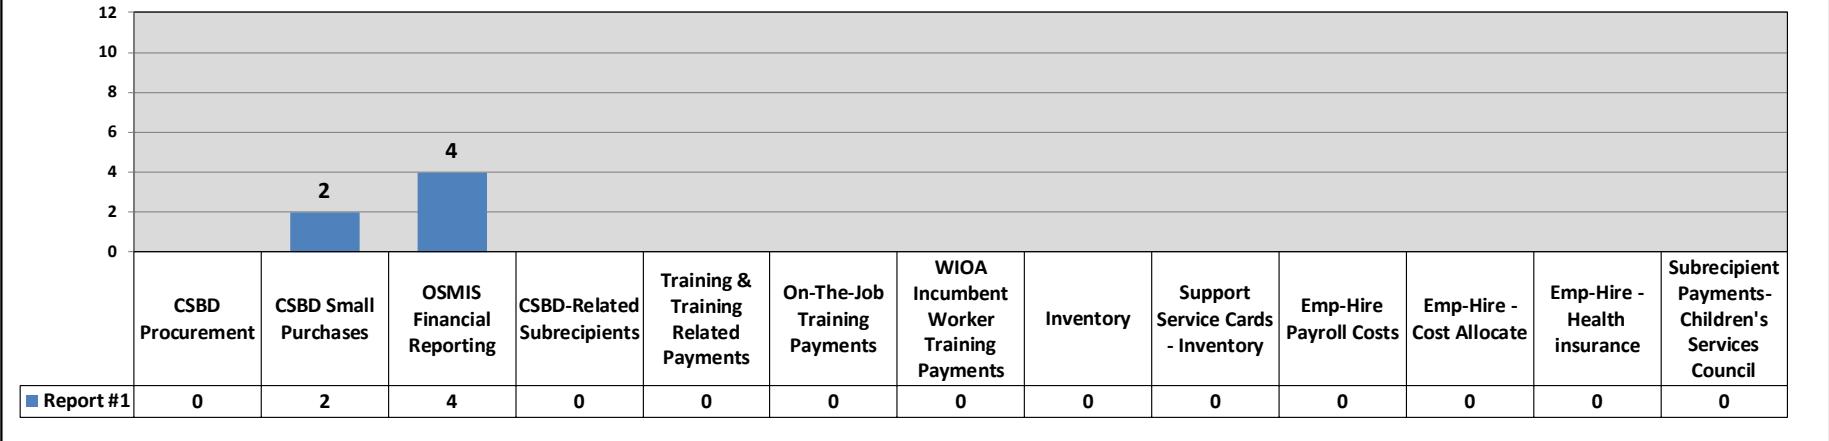 12
10
8
6
4
2
0
2
4
CSBD
Procurement
CSBD Small
Purchases
OSMIS
Financial
Reporting
CSBD-Related
Subrecipients
Training &
Training
Related
Payments
On-The-Job
Training
Payments
WIOA
Incumbent
Worker
Training
Payments
Inventory
Support
Service Cards
- Inventory
Emp-Hire
Payroll Costs
Emp-Hire -
Cost Allocate
Emp-Hire -
Health
insurance
Subrecipient
Payments-
Children's
Services
Council
Report #1 0 2 4 0 0 0 0 0 0 0 0 0 0